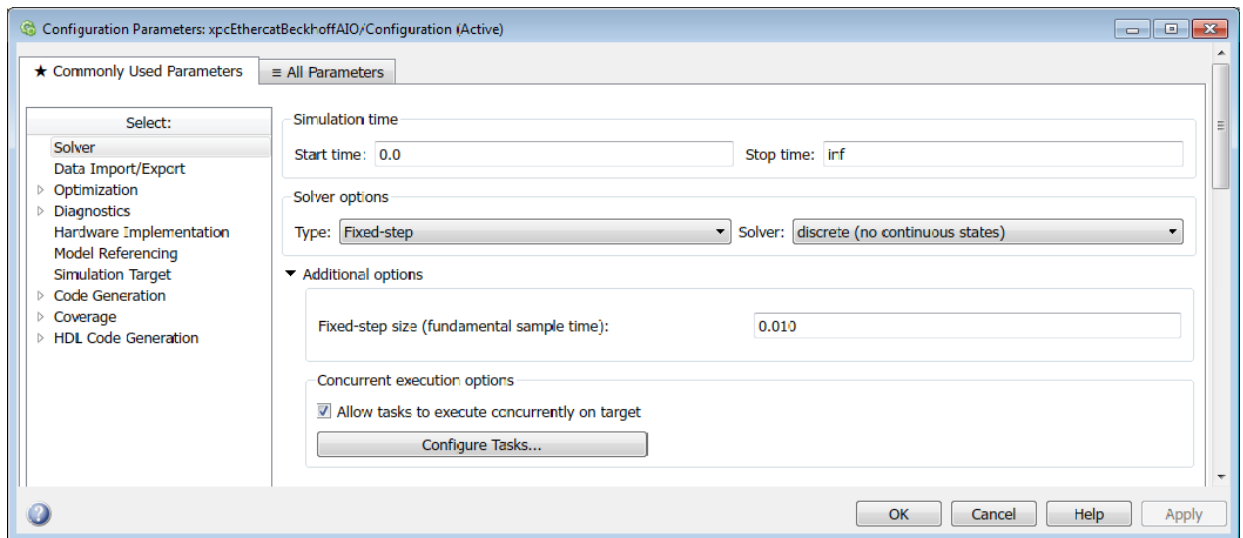 Configuration Parameters: xpcEthercatBeckhoffAIO/Configuration (Active)
★ Commonly Used Parameters
≡ All Parameters
Select:
Solver
Data Import/Export
Optimization
Diagnostics
Hardware Implementation
Model Referencing
Simulation Target
Code Generation
Coverage
HDL Code Generation
Simulation time
Start time: 0.0 Stop time: inf
Solver options
Type: Fixed-step Solver: discrete (no continuous states)
Additional options
Fixed-step size (fundamental sample time): 0.010
Concurrent execution options
Allow tasks to execute concurrently on target
Configure Tasks...
OK Cancel Help Apply